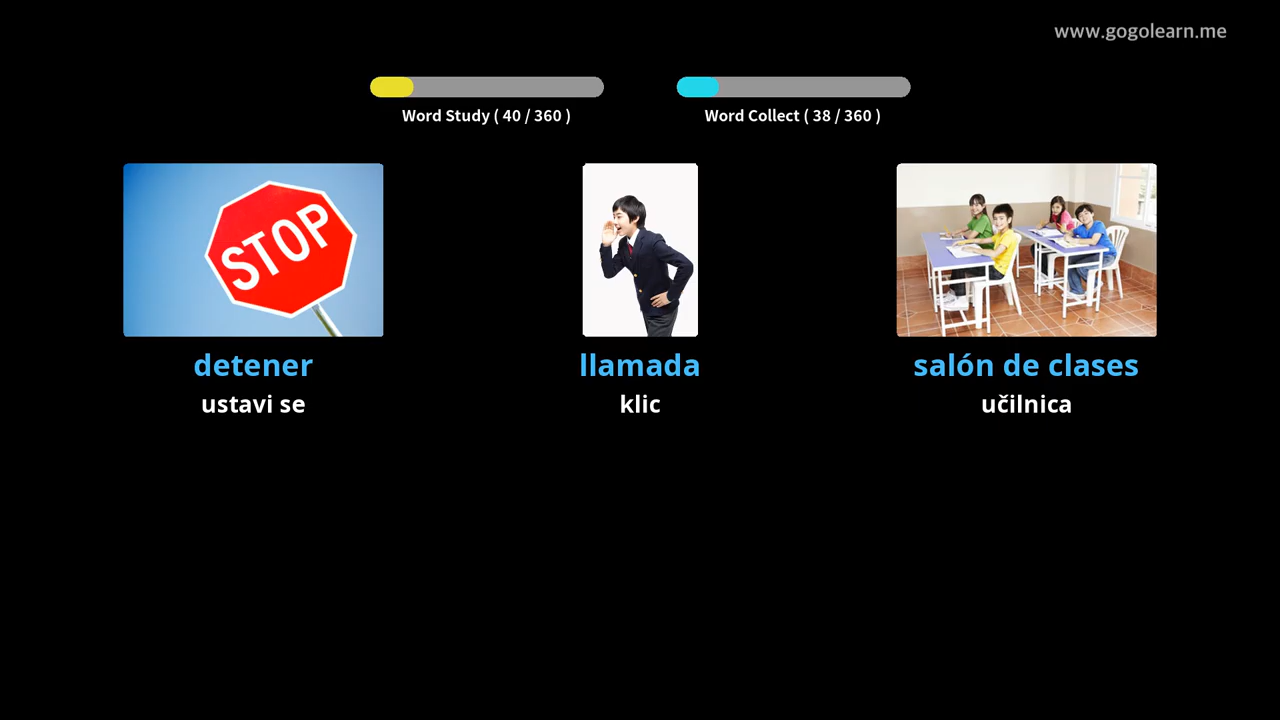 www.gogolearn.me
Word Study ( 40 / 360 )
Word Collect ( 38 / 360 )
STOP
detener
llamada
salón de clases
ustavi se
klic
učilnica